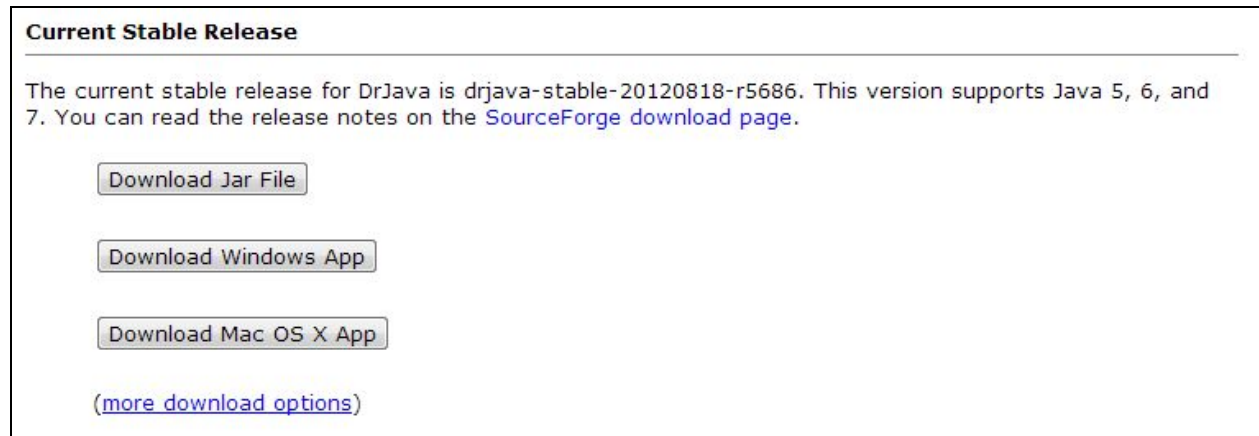 Current Stable Release
The current stable release for DrJava is drjava-stable-20120818-r5686. This version supports Java 5, 6, and
7. You can read the release notes on the SourceForge download page.
Download Jar File
Download Windows App
Download Mac OS X App
(more download options)